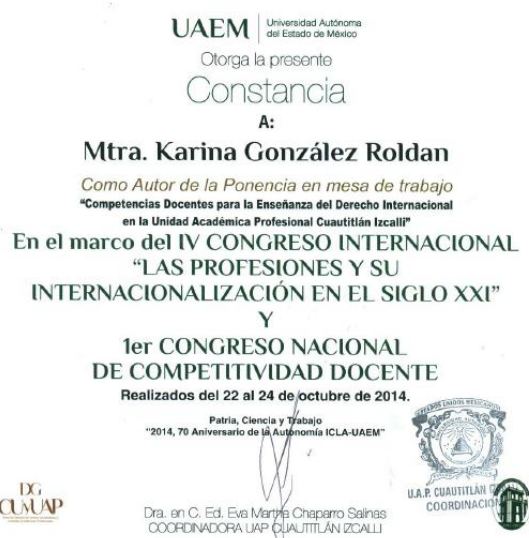 UAEM
Universidad Autónoma
del Estado de México
Otorga la presente
Constancia
A:
Mtra. Karina González Roldan
Como Autor de la Ponencia en mesa de trabajo
"Competencias Docentes para la Enseñanza del Derecho Internacional
en la Unidad Académica Profesional Cuautitlán Izcalli"
En el marco del IV CONGRESO INTERNACIONAL
"LAS PROFESIONES Y SU
INTERNACIONALIZACIÓN EN EL SIGLO XXI"
Y
1er CONGRESO NACIONAL
DE COMPETITIVIDAD DOCENTE
Realizados del 22 al 24 de octubre de 2014.
Patria, Ciencia y Trabajo
"2014, 70 Aniversario de la Autonomía ICLA-UAEM"
ESTADOS UNIDOS MEXICANOS
U.A.P. CUAUTITLÁN
COORDINACIÓN
DG
CUMUAP
Dra. en C. Ed. Eva Martha Chaparro Salinas
COORDINADORA UAP CUAUTITLÁN IZCALLI